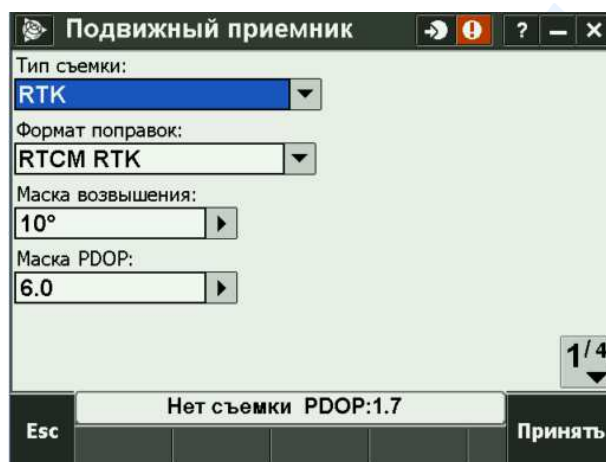 Подвижный приемник ? – ×
Тип съемки:
RTK
Формат поправок:
RTCM RTK
Маска возвышения:
10°
Маска PDOP:
6.0
1/4
Нет съемки PDOP:1.7
Esc
Принять